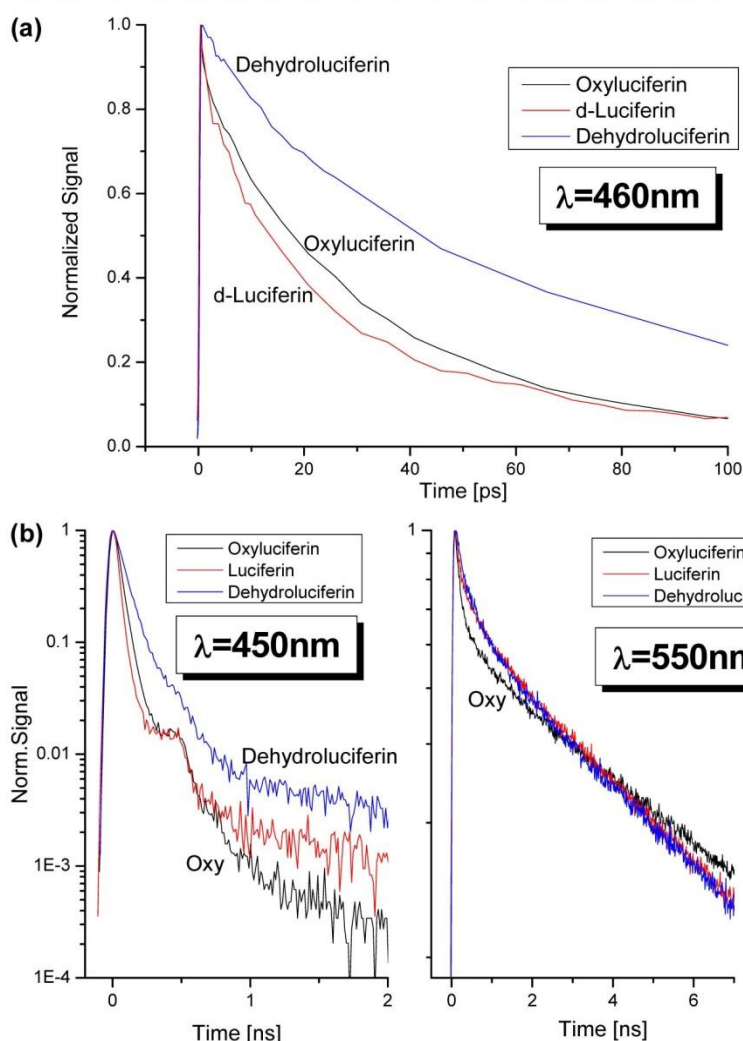 (a)
1.0
0.8
0.6
0.4
0.2
0.0
Normalized Signal
Dehydroluciferin
Oxyluciferin
d-Luciferin
Oxyluciferin
d-Luciferin
Dehydroluciferin
λ=460nm
0 20 40 60 80 100
Time [ps]
(b)
1
0.1
0.01
1E-3
1E-4
Norm.Signal
Oxyluciferin
Luciferin
Dehydroluciferin
λ=450nm
Dehydroluciferin
Oxy
0 1 2
Time [ns]
1
Oxyluciferin
Luciferin
Dehydroluc
λ=550nm
Oxy
0 2 4 6
Time [ns]